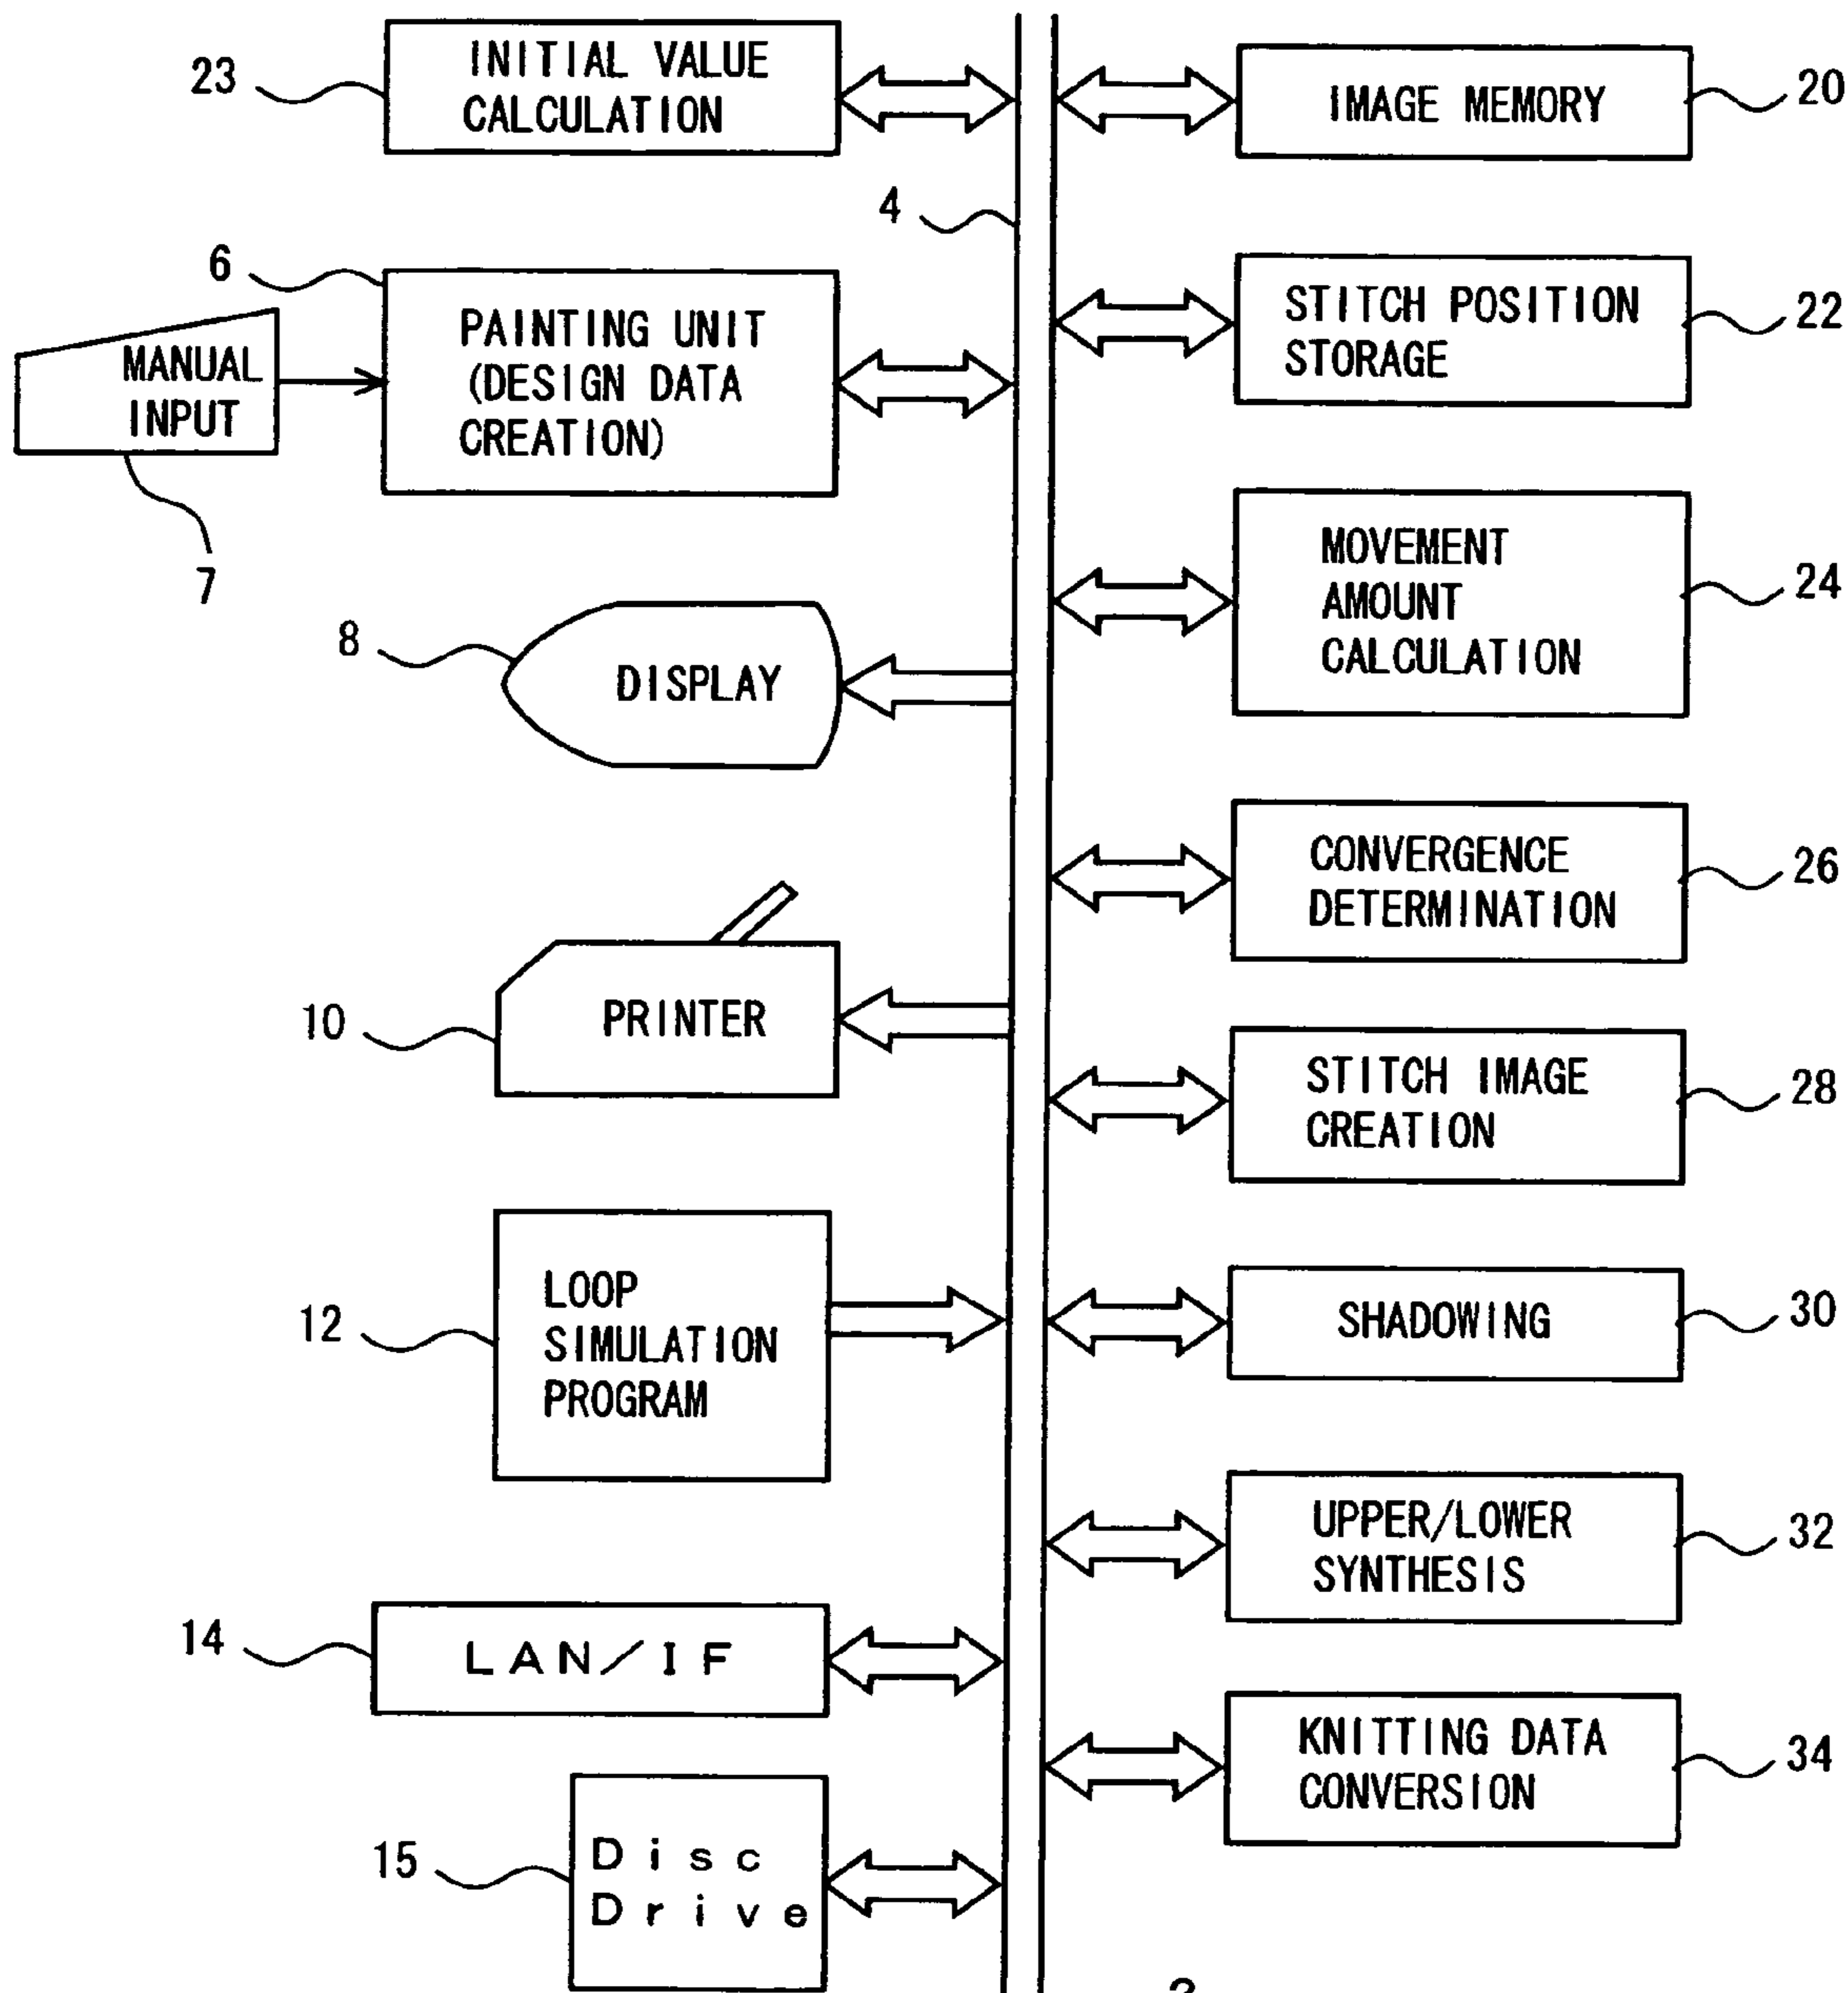 23
INITIAL VALUE
CALCULATION
IMAGE MEMORY
20
4
6
MANUAL
INPUT
7
PAINTING UNIT
(DESIGN DATA
CREATION)
STITCH POSITION
STORAGE
22
MOVEMENT
AMOUNT
CALCULATION
24
8
DISPLAY
CONVERGENCE
DETERMINATION
26
10
PRINTER
STITCH IMAGE
CREATION
28
12
LOOP
SIMULATION
PROGRAM
SHADOWING
30
UPPER/LOWER
SYNTHESIS
32
14
LAN/IF
KNITTING DATA
CONVERSION
34
15
Disc
Drive